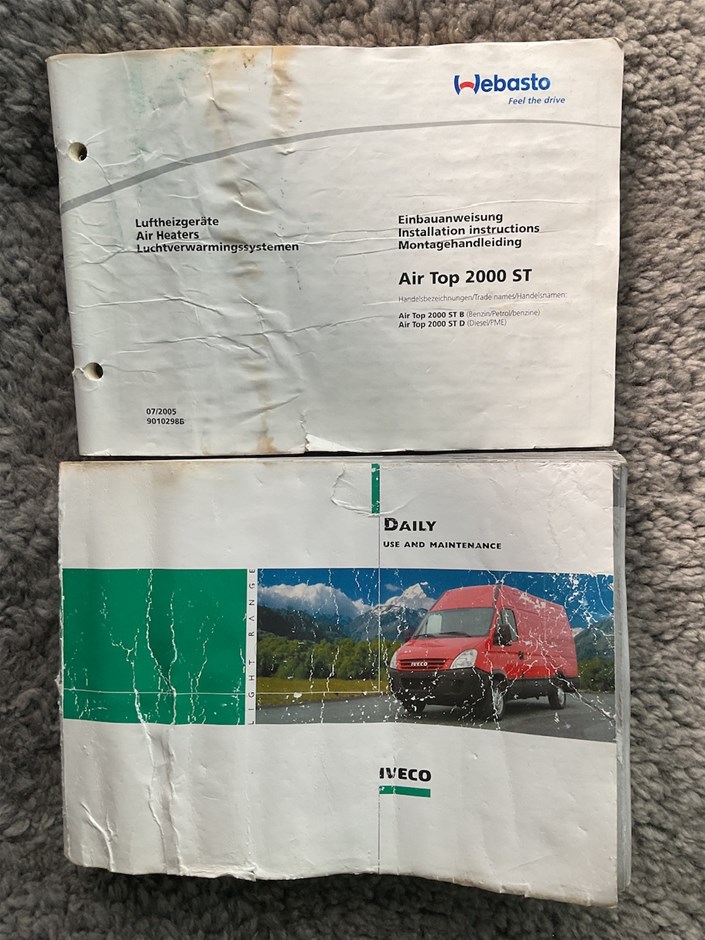 Webasto
Feel the drive
Luftheizgeräte
Air Heaters
Luchtverwarmingssystemen
Einbauanweisung
Installation instructions
Montagehandleiding
Air Top 2000 ST
Handelsbezeichnungen/Trade names/Handelsnamen:
Air Top 2000 ST B (Benzin/Petrol/benzine)
Air Top 2000 ST D (Diesel/PME)
07/2005
9010298B
DAILY
USE AND MAINTENANCE
LIGHT RANGE
IVECO
IVECO